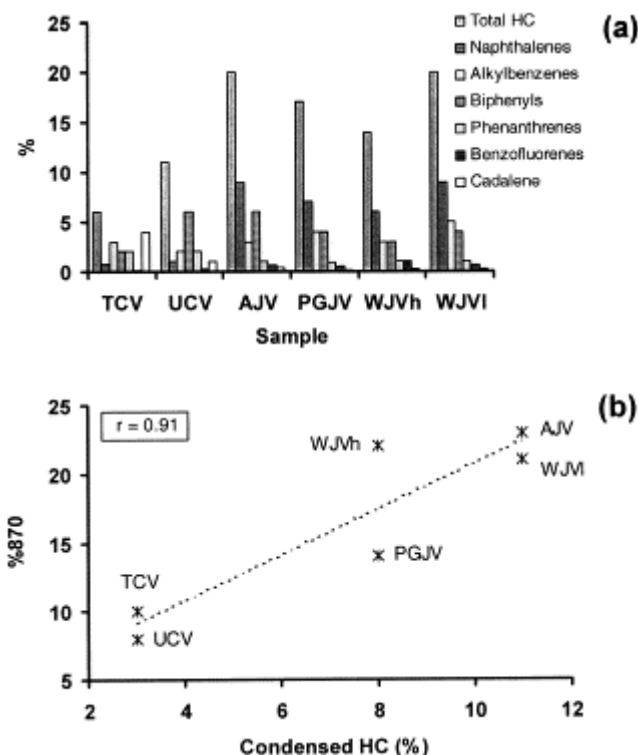 (a)
Total HC
Naphthalenes
Alkylbenzenes
Biphenyls
Phenanthrenes
Benzofluorenes
Cadalene
25
20
15
10
5
0
%
TCV UCV AJV PGJV WJVh WJVl
Sample
(b)
r = 0.91
25
20
15
10
5
%870
WJVh
AJV
WJVl
PGJV
TCV
UCV
2 4 6 8 10 12
Condensed HC (%)